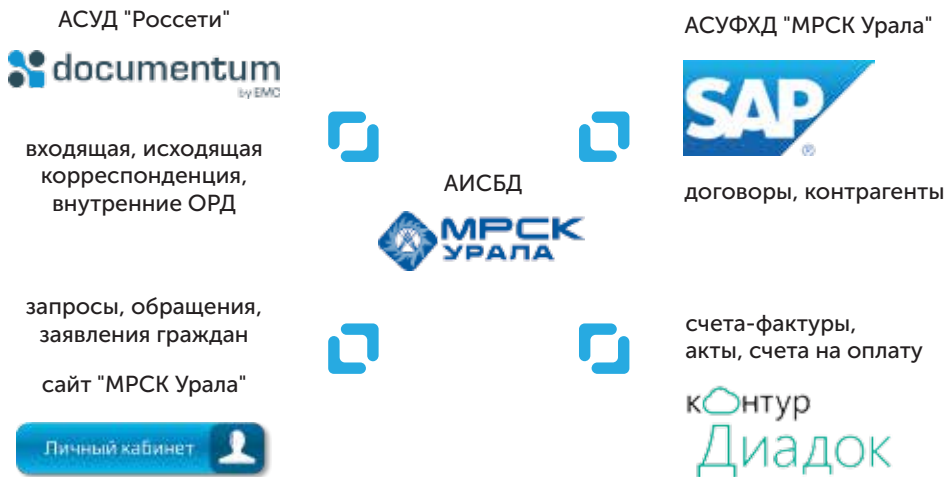 АСУД "Россети"
documentum
by EMC
входящая, исходящая
корреспонденция,
внутренние ОРД
АСУФХД "МРСК Урала"
SAP
®
договоры, контрагенты
АИСБД
МРСК
УРАЛА
запросы, обращения,
заявления граждан
сайт "МРСК Урала"
Личный кабинет
счета-фактуры,
акты, счета на оплату
контур
Диадок